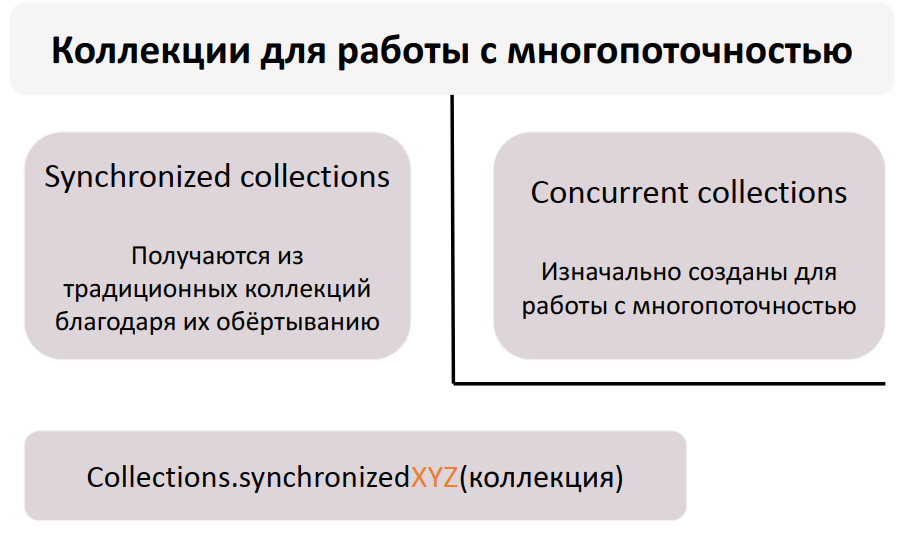 Коллекции для работы с многопоточностью
Synchronized collections
Получаются из
традиционных коллекций
благодаря их обёртыванию
Concurrent collections
Изначально созданы для
работы с многопоточностью
Collections.synchronizedXYZ(коллекция)